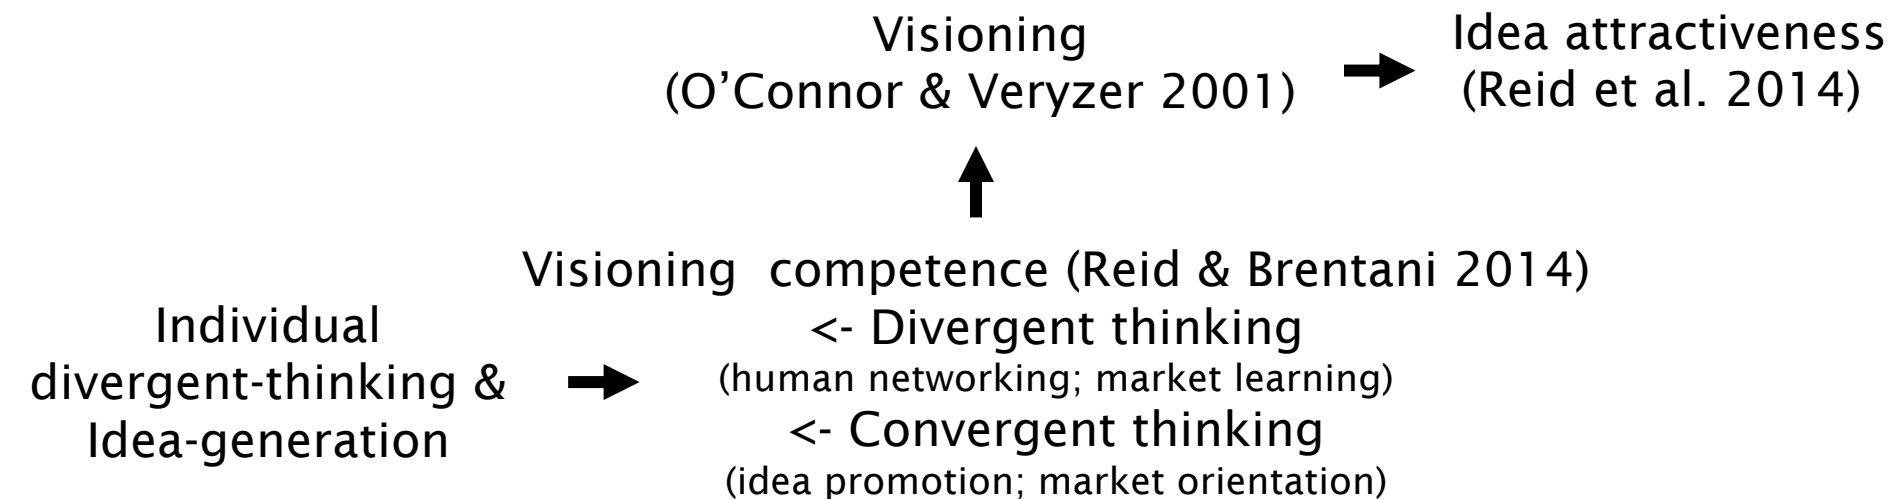 Visioning
(O’Connor & Veryzer 2001)
Idea attractiveness
(Reid et al. 2014)
Visioning  competence (Reid & Brentani 2014)
<- Divergent thinking
(human networking; market learning)
<- Convergent thinking
(idea promotion; market orientation)
Individual
divergent-thinking &
Idea-generation